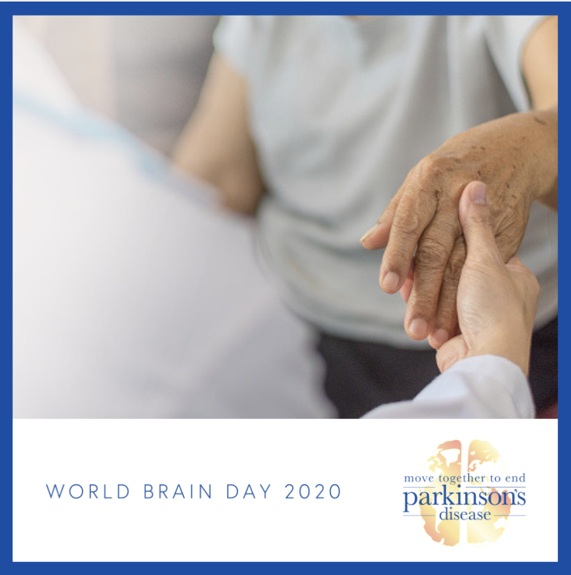 WORLD BRAIN DAY 2020
move together to end
parkinson's
disease